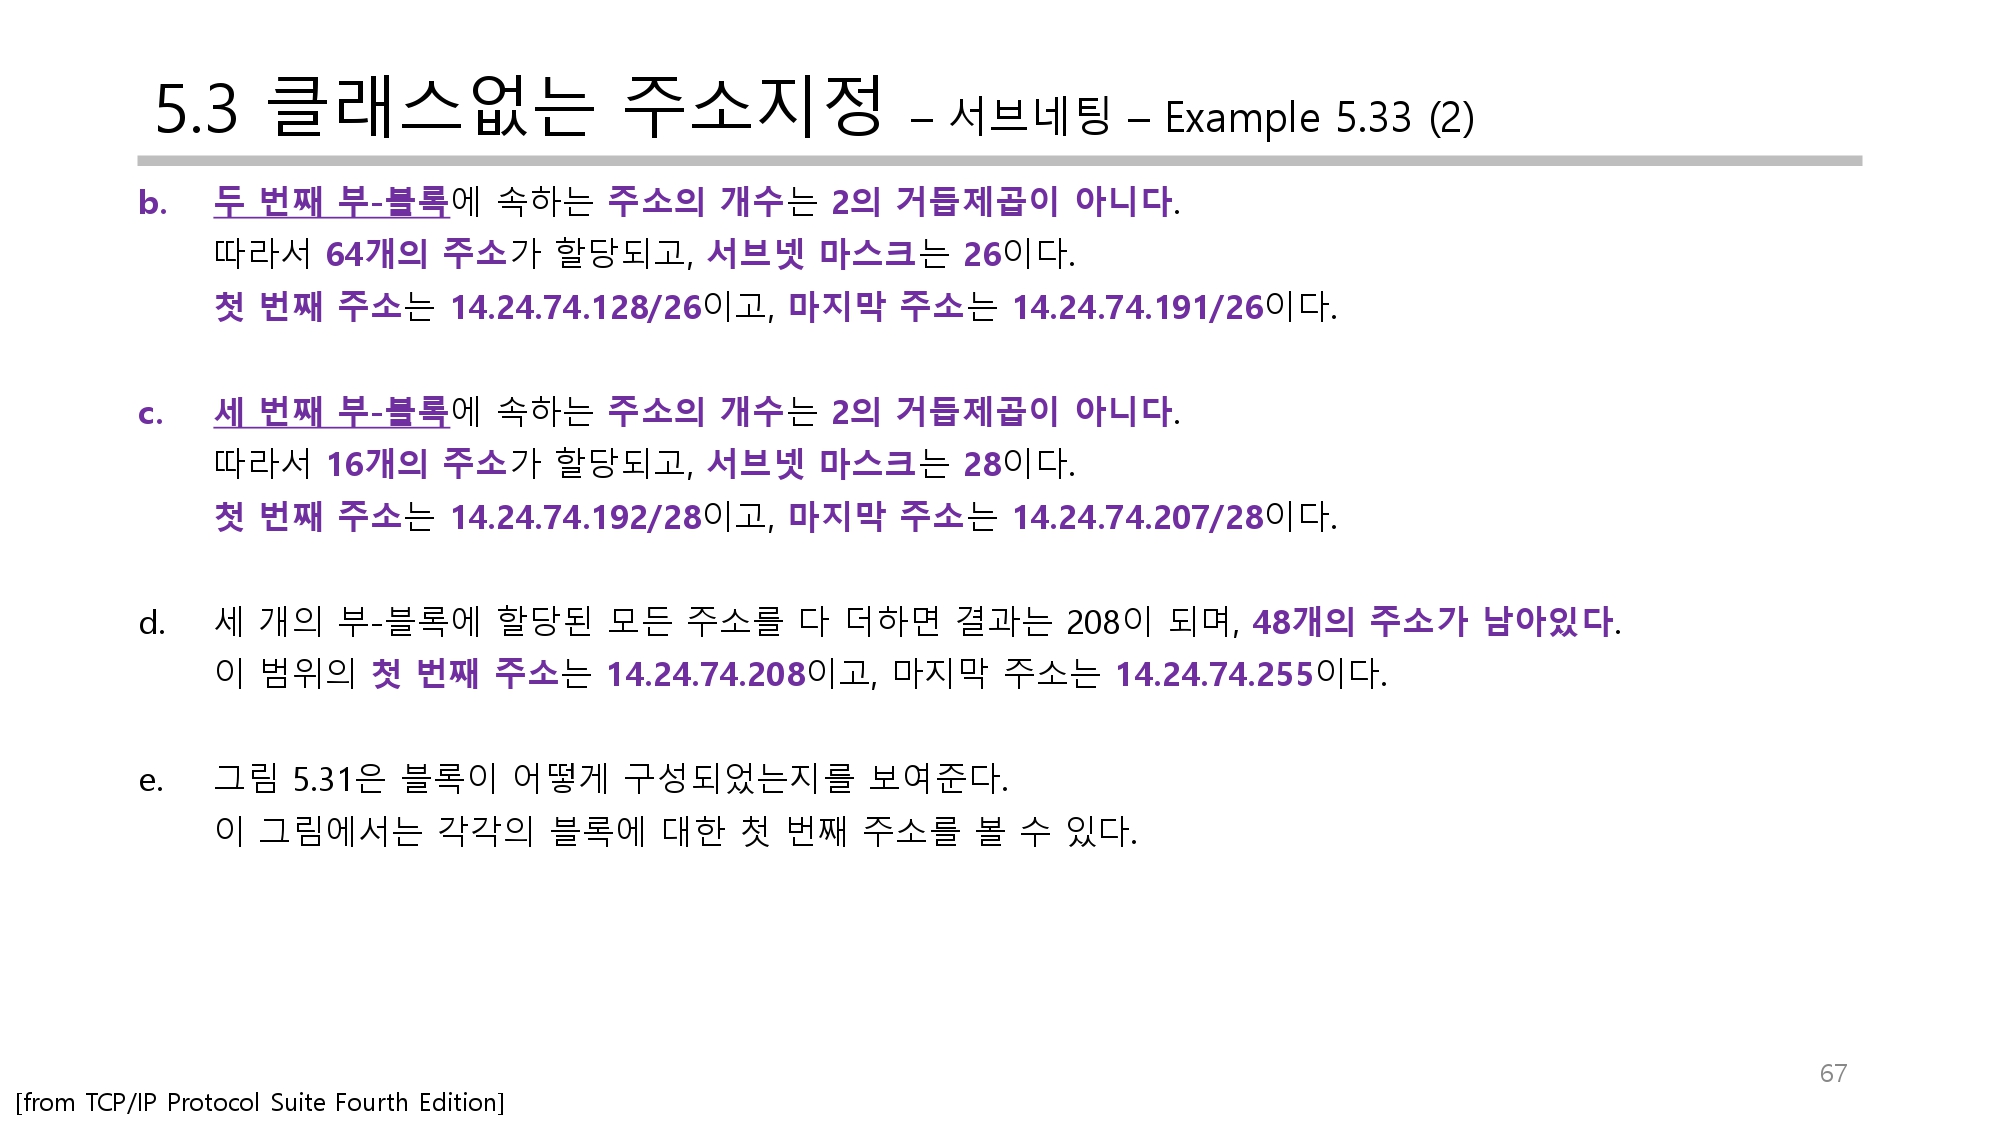 5.3 클래스없는 주소지정 – 서브네팅 – Example 5.33 (2)
b. 두 번째 부-블록에 속하는 주소의 개수는 2의 거듭제곱이 아니다.
따라서 64개의 주소가 할당되고, 서브넷 마스크는 26이다.
첫 번째 주소는 14.24.74.128/26이고, 마지막 주소는 14.24.74.191/26이다.
c. 세 번째 부-블록에 속하는 주소의 개수는 2의 거듭제곱이 아니다.
따라서 16개의 주소가 할당되고, 서브넷 마스크는 28이다.
첫 번째 주소는 14.24.74.192/28이고, 마지막 주소는 14.24.74.207/28이다.
d. 세 개의 부-블록에 할당된 모든 주소를 다 더하면 결과는 208이 되며, 48개의 주소가 남아있다.
이 범위의 첫 번째 주소는 14.24.74.208이고, 마지막 주소는 14.24.74.255이다.
e. 그림 5.31은 블록이 어떻게 구성되었는지를 보여준다.
이 그림에서는 각각의 블록에 대한 첫 번째 주소를 볼 수 있다.
67
[from TCP/IP Protocol Suite Fourth Edition]